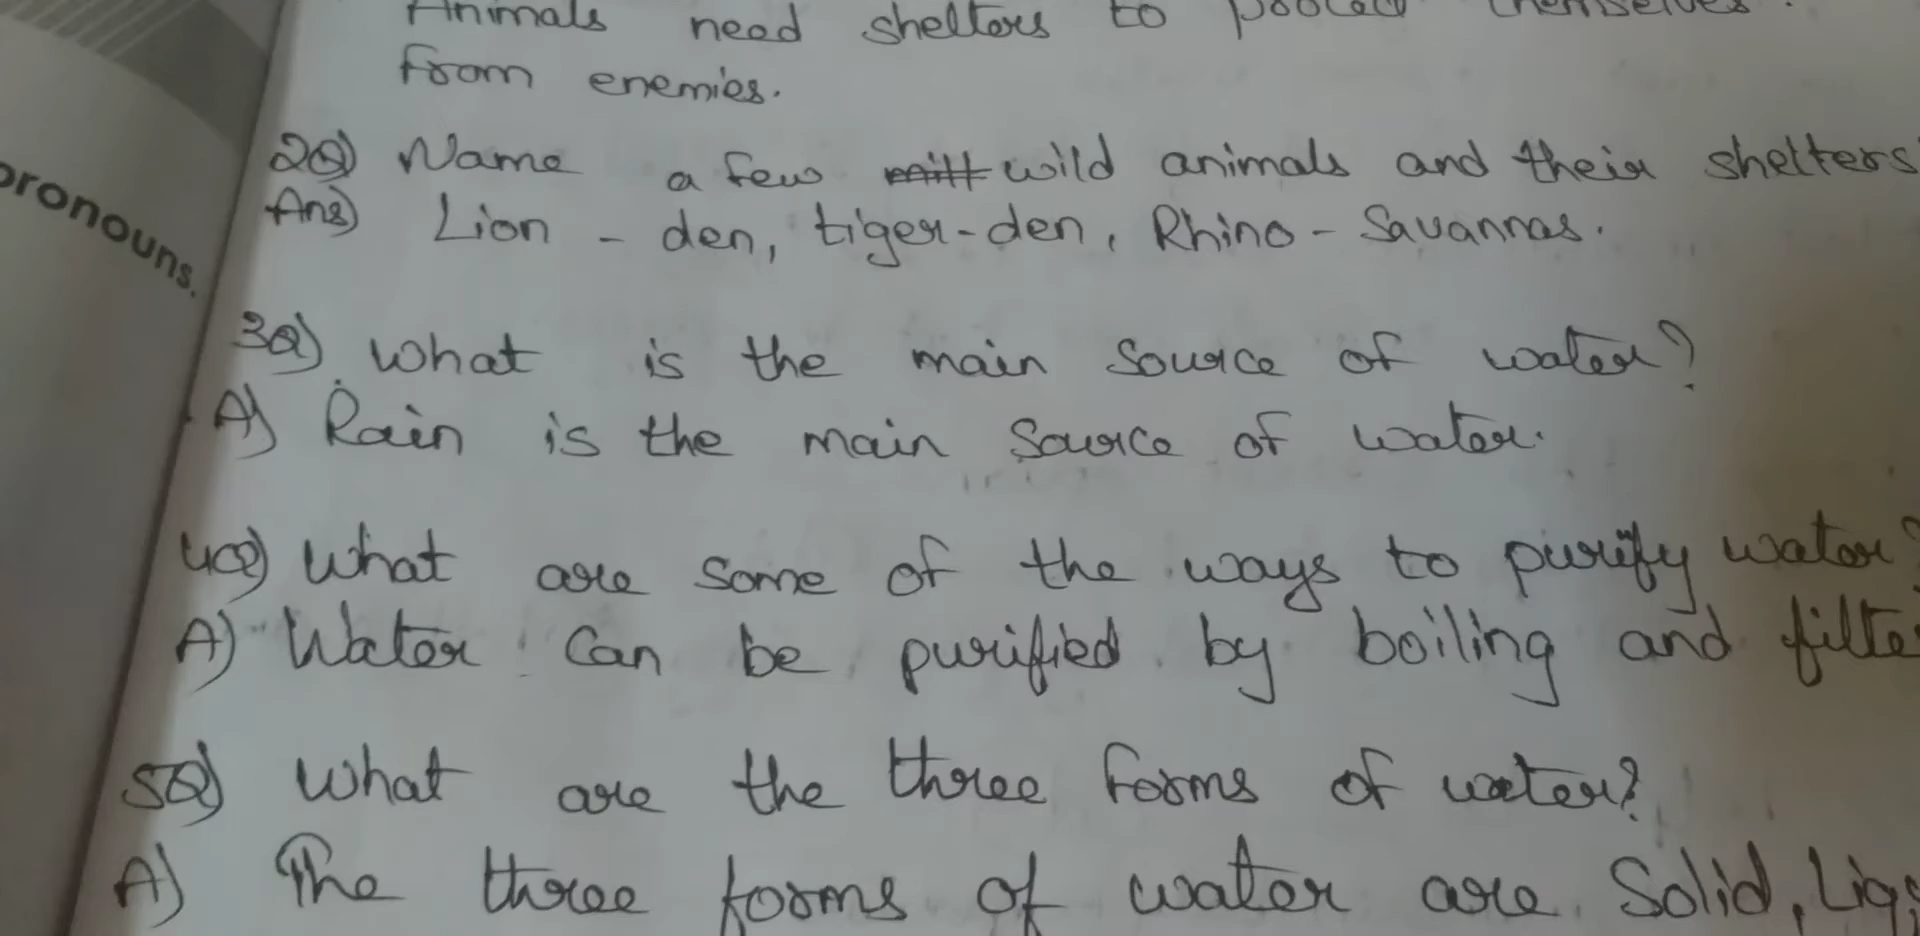 Animals need shelters to themselves.
from enemies.
2Q) Name a few wild animals and their shelters
Ans) Lion - den, tiger-den, Rhino - Savannas.
3Q) What is the main source of water?
A) Rain is the main source of water.
4Q) What are some of the ways to purify water?
A) Water can be purified by boiling and filte
5Q) What are the three forms of water?
A) The three forms of water are Solid, Liq
pronouns.